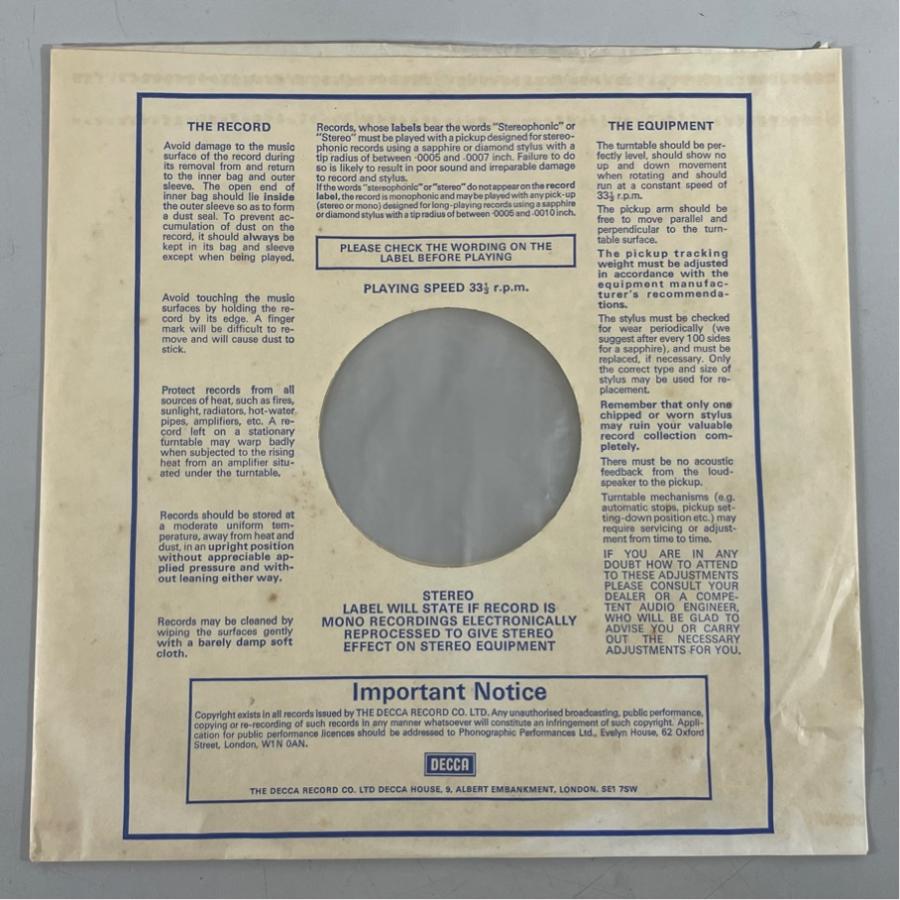 THE RECORD
Avoid damage to the music
surface of the record during
its removal from and return
to the inner bag and outer
sleeve. The open end of
inner bag should lie inside
the outer sleeve so as to form
a dust seal. To prevent ac-
cumulation of dust on the
record, it should always be
kept in its bag and sleeve
except when being played.
Avoid touching the music
surfaces by holding the re-
cord by its edge. A finger
mark will be difficult to re-
move and will cause dust to
stick.
Protect records from all
sources of heat, such as fires,
sunlight, radiators, hot-water
pipes, amplifiers, etc. A re-
cord left on a stationary
turntable may warp badly
when subjected to the rising
heat from an amplifier situ-
ated under the turntable.
Records should be stored at
a moderate uniform tem-
perature, away from heat and
dust, in an upright position
without appreciable ap-
plied pressure and with-
out leaning either way.
Records may be cleaned by
wiping the surfaces gently
with a barely damp soft
cloth.
Records, whose labels bear the words "Stereophonic" or
"Stereo" must be played with a pickup designed for stereo-
phonic records using a sapphire or diamond stylus with a
tip radius of between ·0005 and ·0007 inch. Failure to do
so is likely to result in poor sound and irreparable damage
to record and stylus.
If the words "stereophonic" or "stereo" do not appear on the record
label, the record is monophonic and may be played with any pick-up
(stereo or mono) designed for long-playing records using a sapphire
or diamond stylus with a tip radius of between ·0005 and ·0010 inch.
PLEASE CHECK THE WORDING ON THE
LABEL BEFORE PLAYING
PLAYING SPEED 33⅓ r.p.m.
STEREO
LABEL WILL STATE IF RECORD IS
MONO RECORDINGS ELECTRONICALLY
REPROCESSED TO GIVE STEREO
EFFECT ON STEREO EQUIPMENT
THE EQUIPMENT
The turntable should be per-
fectly level, should show no
up and down movement
when rotating and should
run at a constant speed of
33⅓ r.p.m.
The pickup arm should be
free to move parallel and
perpendicular to the turn-
table surface.
The pickup tracking
weight must be adjusted
in accordance with the
equipment manufac-
turer's recommenda-
tions.
The stylus must be checked
for wear periodically (we
suggest after every 100 sides
for a sapphire), and must be
replaced, if necessary. Only
the correct type and size of
stylus may be used for re-
placement.
Remember that only one
chipped or worn stylus
may ruin your valuable
record collection com-
pletely.
There must be no acoustic
feedback from the loud-
speaker to the pickup.
Turntable mechanisms (e.g.
automatic stops, pickup set-
ting-down position etc.) may
require servicing or adjust-
ment from time to time.
IF YOU ARE IN ANY
DOUBT HOW TO ATTEND
TO THESE ADJUSTMENTS
PLEASE CONSULT YOUR
DEALER OR A COMPE-
TENT AUDIO ENGINEER,
WHO WILL BE GLAD TO
ADVISE YOU OR CARRY
OUT THE NECESSARY
ADJUSTMENTS FOR YOU.
Important Notice
Copyright exists in all records issued by THE DECCA RECORD CO. LTD. Any unauthorised broadcasting, public performance,
copying or re-recording of such records in any manner whatsoever will constitute an infringement of such copyright. Appli-
cation for public performance licences should be addressed to Phonographic Performances Ltd., Evelyn House, 62 Oxford
Street, London, W1N 0AN.
DECCA
THE DECCA RECORD CO. LTD DECCA HOUSE, 9, ALBERT EMBANKMENT, LONDON. SE1 7SW